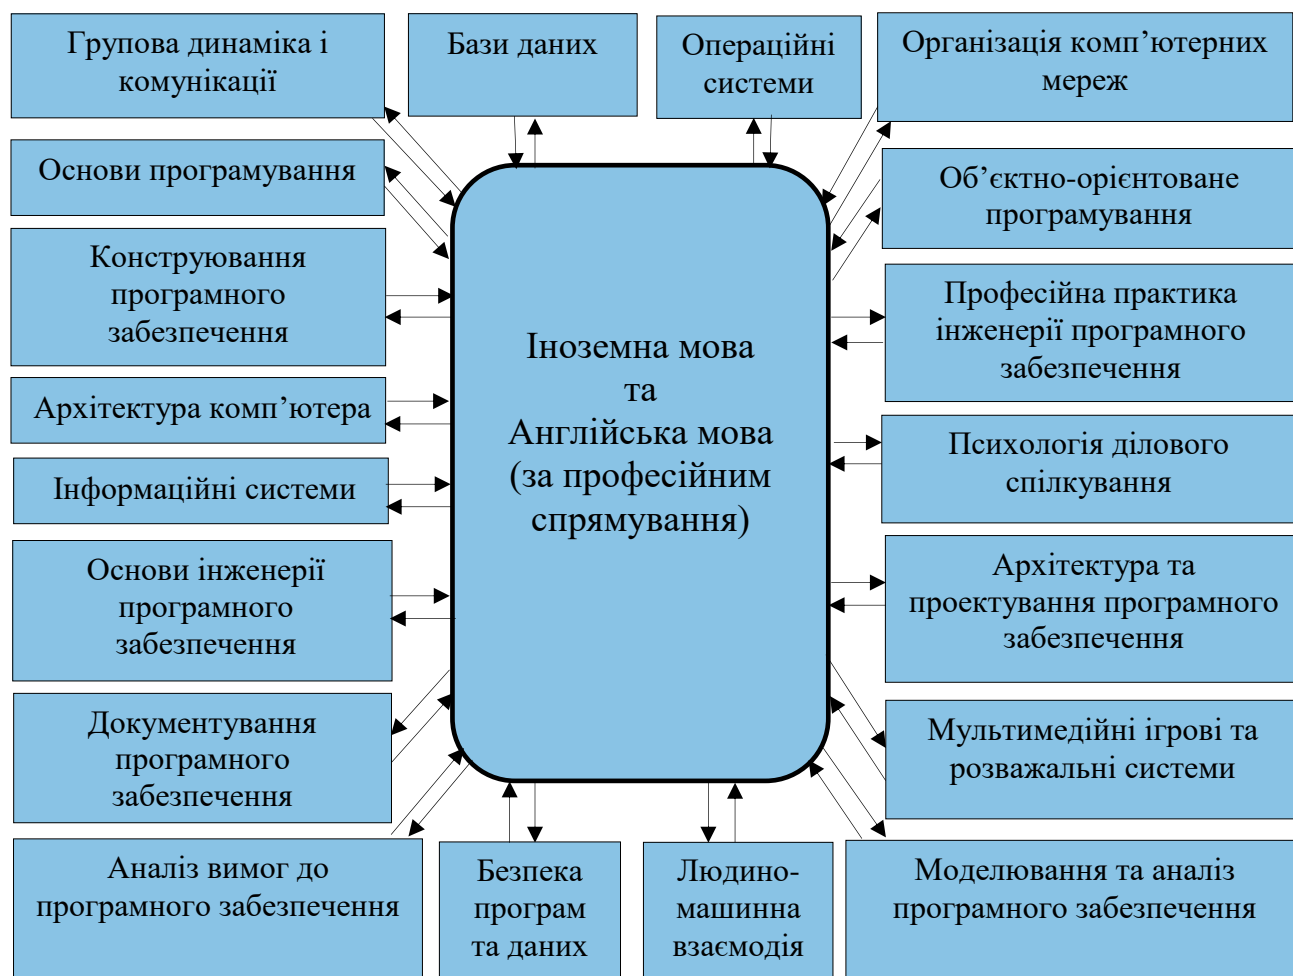 Групова динаміка і
комунікації
Бази даних
Операційні
системи
Організація комп’ютерних
мереж
Основи програмування
Об’єктно-орієнтоване
програмування
Конструювання
програмного
забезпечення
Професійна практика
інженерії програмного
забезпечення
Іноземна мова
та
Англійська мова
(за професійним
спрямування)
Архітектура комп’ютера
Психологія ділового
спілкування
Інформаційні системи
Основи інженерії
програмного
забезпечення
Архітектура та
проектування програмного
забезпечення
Документування
програмного
забезпечення
Мультимедійні ігрові та
розважальні системи
Аналіз вимог до
програмного забезпечення
Безпека
програм
та даних
Людино-
машинна
взаємодія
Моделювання та аналіз
програмного забезпечення